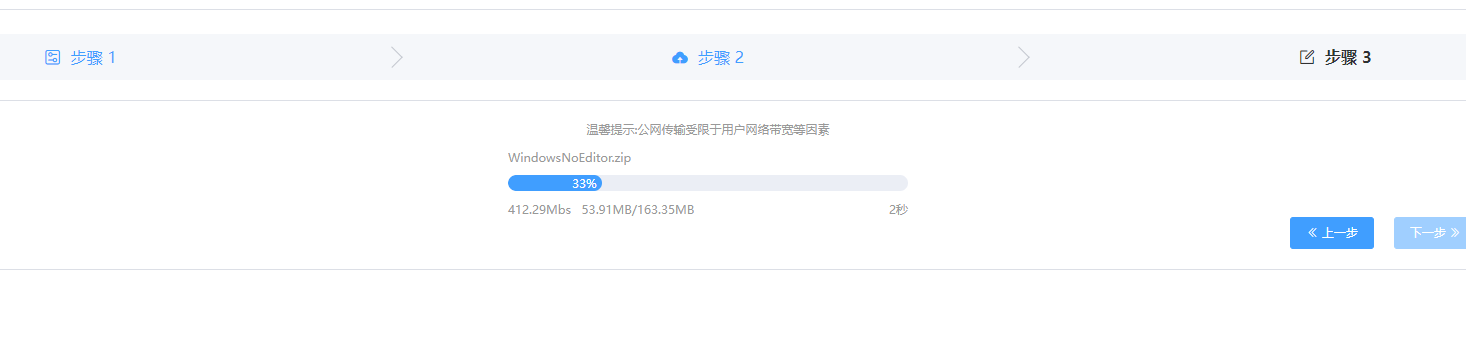 步骤 1
步骤 2
步骤 3
温馨提示:公网传输受限于用户网络带宽等因素
WindowsNoEditor.zip
33%
412.29Mbs 53.91MB/163.35MB 2秒
上一步 下一步